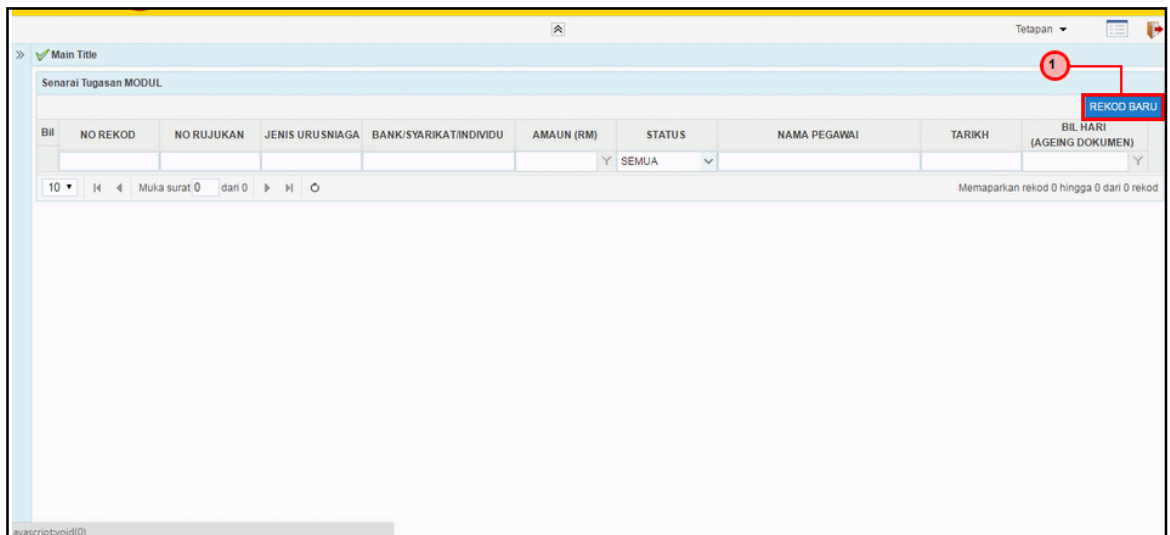 Tetapan
Main Title
1
Senarai Tugasan MODUL
REKOD BARU
Bil NO REKOD NO RUJUKAN JENIS URUSNIAGA BANK/SYARIKAT/INDIVIDU AMAUN (RM) STATUS NAMA PEGAWAI TARIKH BIL HARI
(AGEING DOKUMEN)
SEMUA
10 Muka surat 0 dari 0 Memaparkan rekod 0 hingga 0 dari 0 rekod
avascript:void(0)